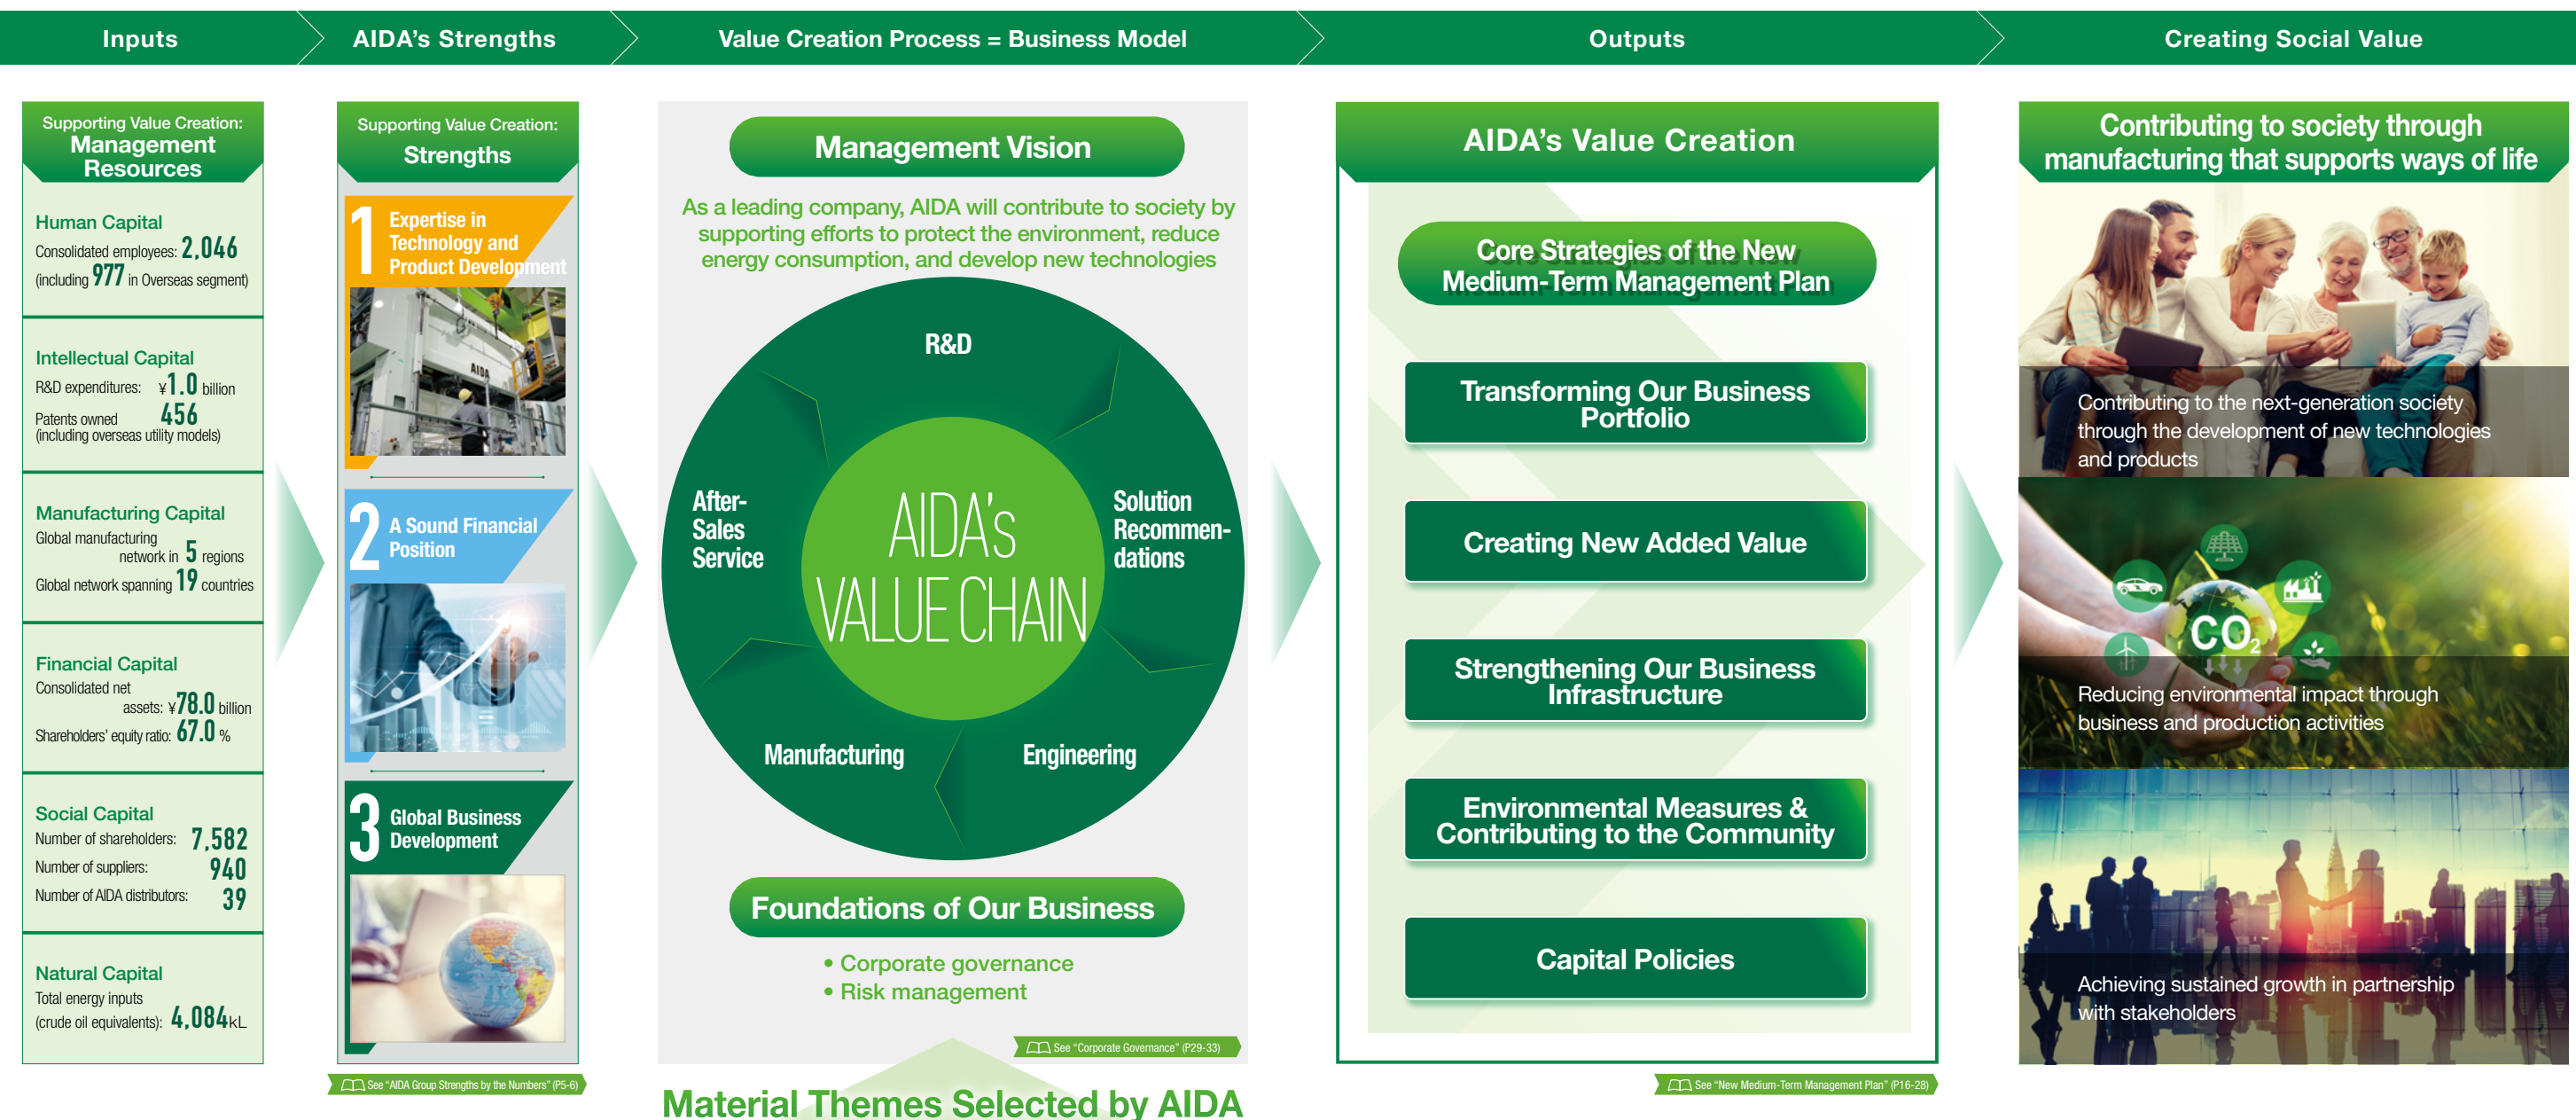 Inputs
AIDA's Strengths
Value Creation Process = Business Model
Outputs
Creating Social Value
Supporting Value Creation:
Management
Resources
Human Capital
Consolidated employees: 2,046
(including 977 in Overseas segment)
Intellectual Capital
R&D expenditures: ¥1.0 billion
Patents owned 456
(including overseas utility models)
Manufacturing Capital
Global manufacturing
network in 5 regions
Global network spanning 19 countries
Financial Capital
Consolidated net
assets: ¥78.0 billion
Shareholders' equity ratio: 67.0 %
Social Capital
Number of shareholders: 7,582
Number of suppliers: 940
Number of AIDA distributors: 39
Natural Capital
Total energy inputs
(crude oil equivalents): 4,084kL
Supporting Value Creation:
Strengths
1
Expertise in
Technology and
Product Development
AIDA
2
A Sound Financial
Position
3
Global Business
Development
See "AIDA Group Strengths by the Numbers" (P5-6)
Management Vision
As a leading company, AIDA will contribute to society by
supporting efforts to protect the environment, reduce
energy consumption, and develop new technologies
R&D
Solution
Recommen-
dations
Engineering
Manufacturing
After-
Sales
Service
AIDA's
VALUE CHAIN
Foundations of Our Business
• Corporate governance
• Risk management
See "Corporate Governance" (P29-33)
Material Themes Selected by AIDA
AIDA's Value Creation
Core Strategies of the New
Medium-Term Management Plan
Transforming Our Business
Portfolio
Creating New Added Value
Strengthening Our Business
Infrastructure
Environmental Measures &
Contributing to the Community
Capital Policies
See "New Medium-Term Management Plan" (P16-28)
Contributing to society through
manufacturing that supports ways of life
Contributing to the next-generation society
through the development of new technologies
and products
CO2
Reducing environmental impact through
business and production activities
Achieving sustained growth in partnership
with stakeholders